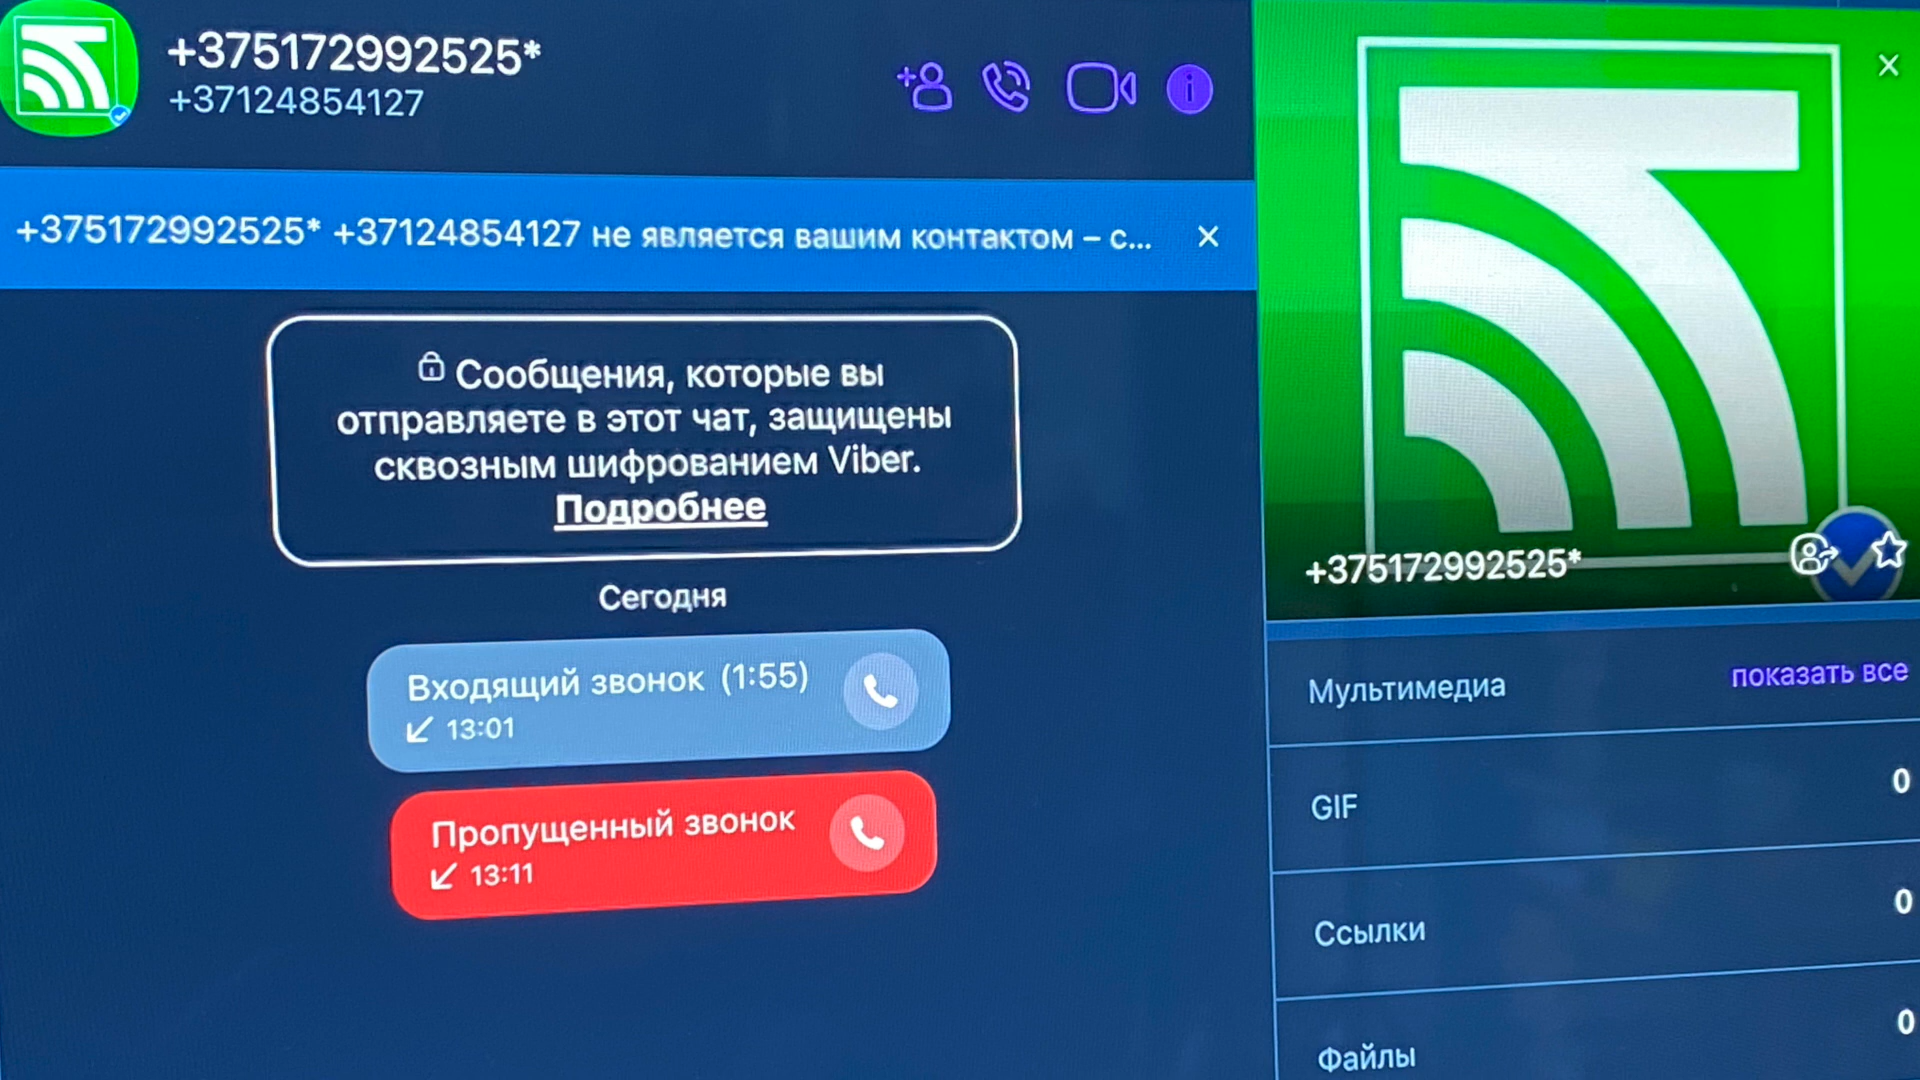 +375172992525*
+37124854127
+375172992525* +37124854127 не является вашим контактом – с...
Сообщения, которые вы
отправляете в этот чат, защищены
сквозным шифрованием Viber.
Подробнее
Сегодня
Входящий звонок (1:55)
13:01
Пропущенный звонок
13:11
+375172992525*
Мультимедиа показать все
GIF 0
Ссылки 0
Файлы 0